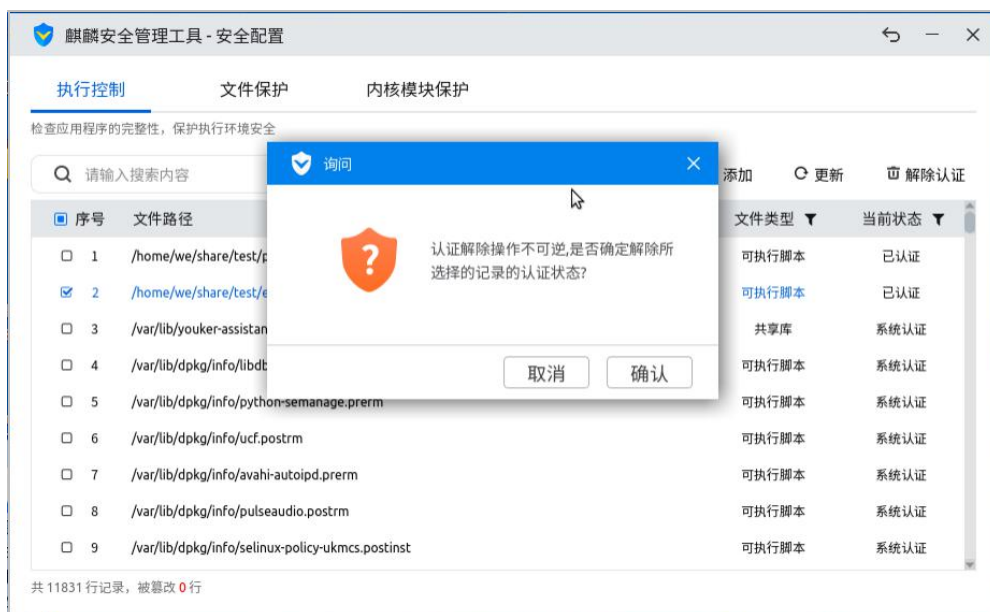 麒麟安全管理工具 - 安全配置
执行控制 文件保护 内核模块保护
检查应用程序的完整性，保护执行环境安全
请输入搜索内容 添加 更新 解除认证
询问
认证解除操作不可逆,是否确定解除所
选择的记录的认证状态?
取消 确认
序号 文件路径 文件类型 当前状态
1 /home/we/share/test/p 可执行脚本 已认证
2 /home/we/share/test/e 可执行脚本 已认证
3 /var/lib/youker-assistan 共享库 系统认证
4 /var/lib/dpkg/info/libdb 可执行脚本 系统认证
5 /var/lib/dpkg/info/python-semanage.prerm 可执行脚本 系统认证
6 /var/lib/dpkg/info/ucf.postrm 可执行脚本 系统认证
7 /var/lib/dpkg/info/avahi-autoipd.prerm 可执行脚本 系统认证
8 /var/lib/dpkg/info/pulseaudio.postrm 可执行脚本 系统认证
9 /var/lib/dpkg/info/selinux-policy-ukmcs.postinst 可执行脚本 系统认证
共 11831 行记录，被篡改 0 行